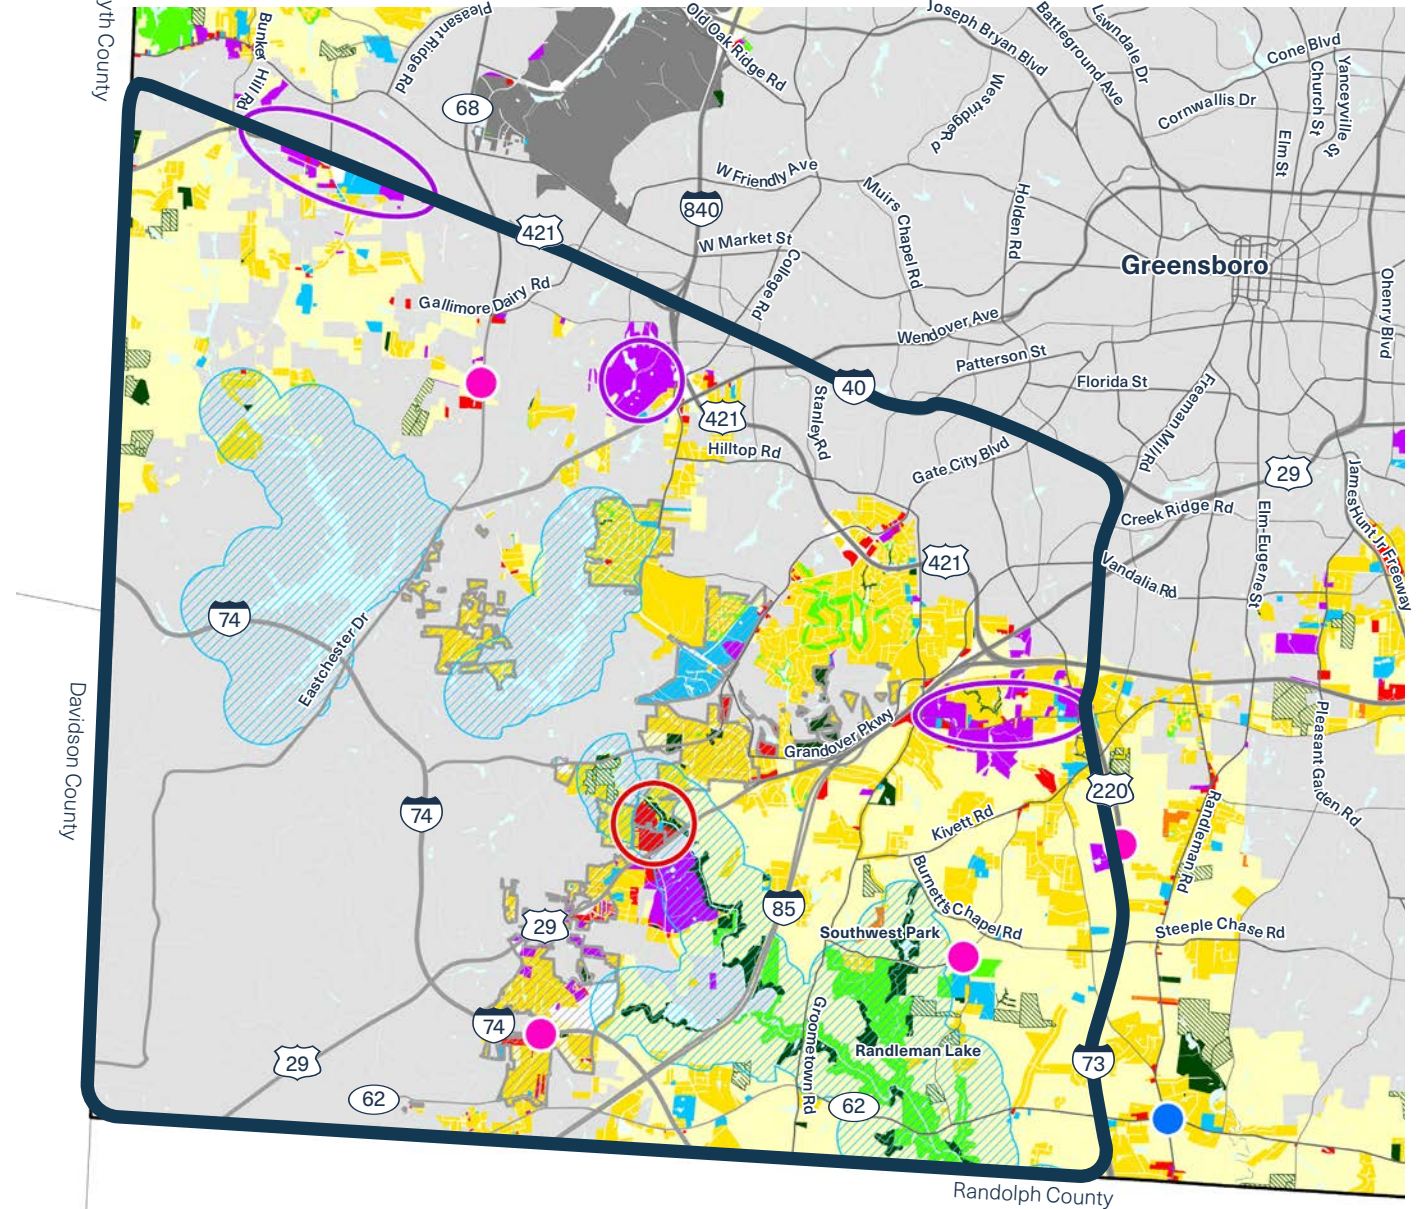 yth County
Bunker Hill Rd
Pleasant Ridge Rd
68
Old Oak Ridge Rd
Joseph Bryan Blvd
Battleground Ave
Lawndale Dr
Cone Blvd
Yanceyville St
Church St
Cornwallis Dr
Westridge Rd
Elm St
W Friendly Ave
Muirs Chapel Rd
Holden Rd
840
421
W Market St
College Rd
Greensboro
Ohenry Blvd
Gallimore Dairy Rd
Wendover Ave
Patterson St
Florida St
40
421
Stanley Rd
Freeman Mill Rd
Hilltop Rd
Gate City Blvd
29
James Hunt Jr Freeway
Creek Ridge Rd
Elm-Eugene St
421
Vandalia Rd
74
Eastchester Dr
Davidson County
Grandover Pkwy
Pleasant Garden Rd
220
74
Kivett Rd
Randleman Rd
Burnetts Chapel Rd
85
29
Southwest Park
Steeple Chase Rd
74
Groometown Rd
Randleman Lake
29
73
62
62
Randolph County